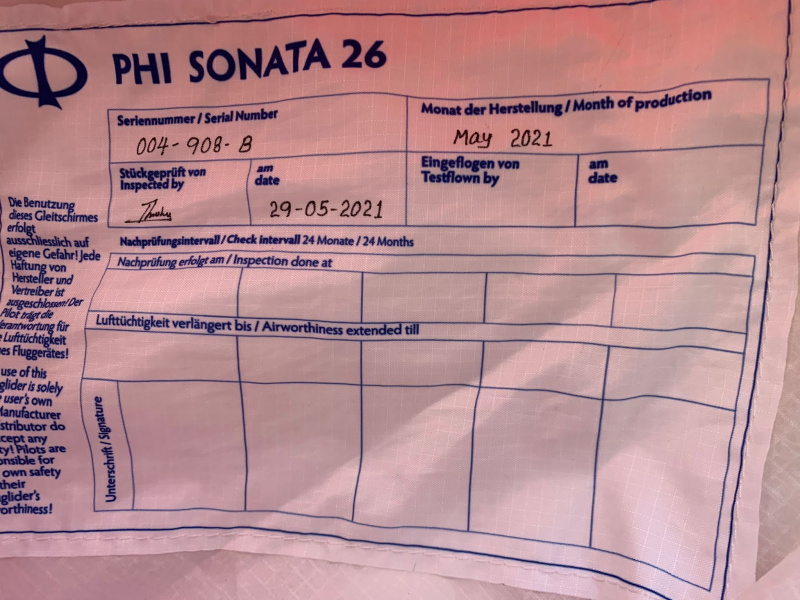 PHI SONATA 26
Seriennummer / Serial Number
004-908-B
Monat der Herstellung / Month of production
May 2021
Stückgeprüft von
Inspected by
am
date
29-05-2021
Eingeflogen von
Testflown by
am
date
Nachprüfungsintervall / Check intervall 24 Monate / 24 Months
Nachprüfung erfolgt am / Inspection done at
Lufttüchtigkeit verlängert bis / Airworthiness extended till
Unterschrift / Signature
Die Benutzung
dieses Gleitschirmes
erfolgt
ausschliesslich auf
eigene Gefahr! Jede
Haftung von
Hersteller und
Vertreiber ist
ausgeschlossen! Der
Pilot trägt die
Verantwortung für
Lufttüchtigkeit
Fluggerätes!
use of this
glider is solely
user's own
Manufacturer
do
any
Pilots are
for
own safety
their
glider's